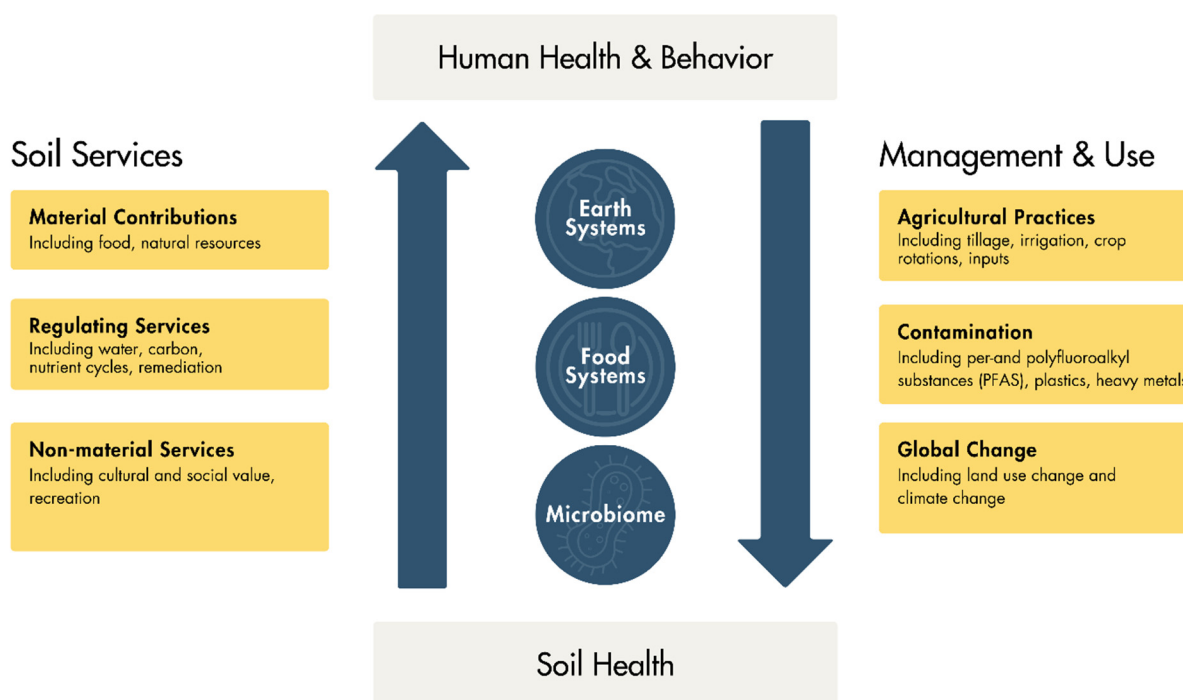 Human Health & Behavior
Soil Services
Material Contributions
Including food, natural resources
Regulating Services
Including water, carbon,
nutrient cycles, remediation
Non-material Services
Including cultural and social value,
recreation
Earth
Systems
Food
Systems
Microbiome
Management & Use
Agricultural Practices
Including tillage, irrigation, crop
rotations, inputs
Contamination
Including per-and polyfluoroalkyl
substances (PFAS), plastics, heavy metals
Global Change
Including land use change and
climate change
Soil Health